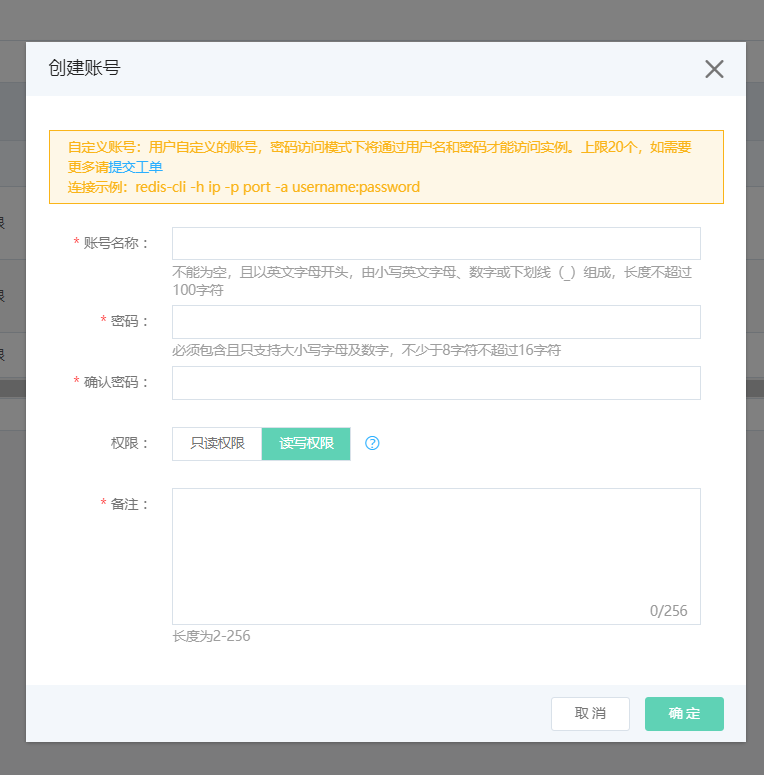 创建账号
自定义账号：用户自定义的账号，密码访问模式下将通过用户名和密码才能访问实例。上限20个，如需要
更多请提交工单
连接示例：redis-cli -h ip -p port -a username:password
* 账号名称：
不能为空，且以英文字母开头，由小写英文字母、数字或下划线（_）组成，长度不超过
100字符
* 密码：
必须包含且只支持大小写字母及数字，不少于8字符不超过16字符
* 确认密码：
权限： 只读权限 读写权限 ?
* 备注：
0/256
长度为2-256
取消 确定